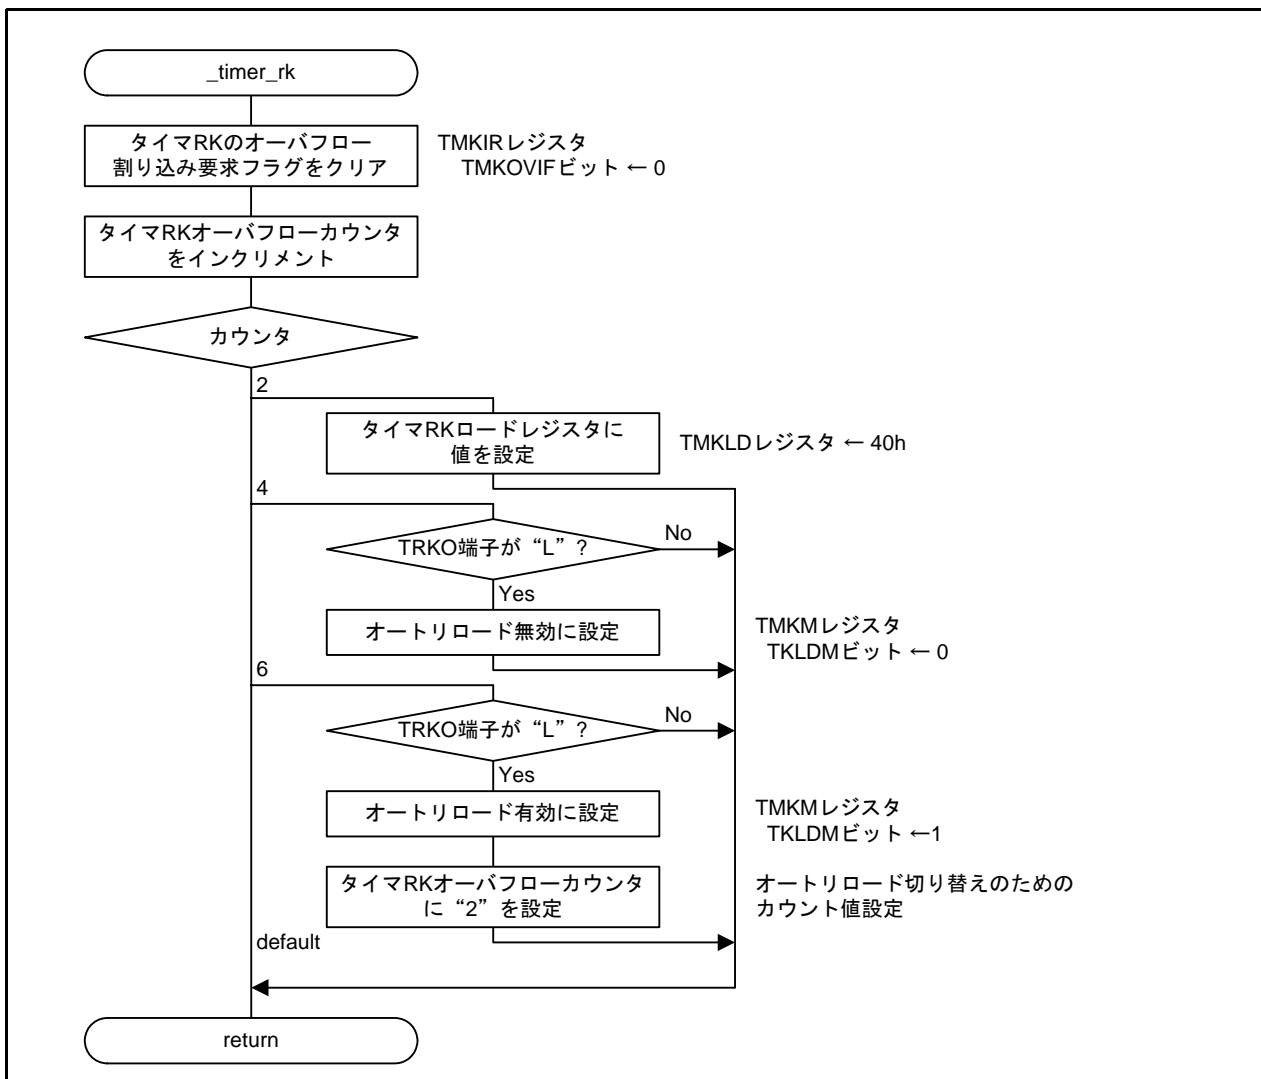 _timer_rk
タイマRKのオーバフロー
割り込み要求フラグをクリア
TMKIRレジスタ
TMKOVIFビット ← 0
タイマRKオーバフローカウンタ
をインクリメント
カウンタ
2
タイマRKロードレジスタに
値を設定
TMKLDレジスタ ← 40h
4
TRKO端子が“L”?
No
Yes
オートリロード無効に設定
TMKMレジスタ
TKLDMビット ← 0
6
TRKO端子が“L”?
No
Yes
オートリロード有効に設定
TMKMレジスタ
TKLDMビット ←1
タイマRKオーバフローカウンタ
に“2”を設定
オートリロード切り替えのための
カウント値設定
default
return